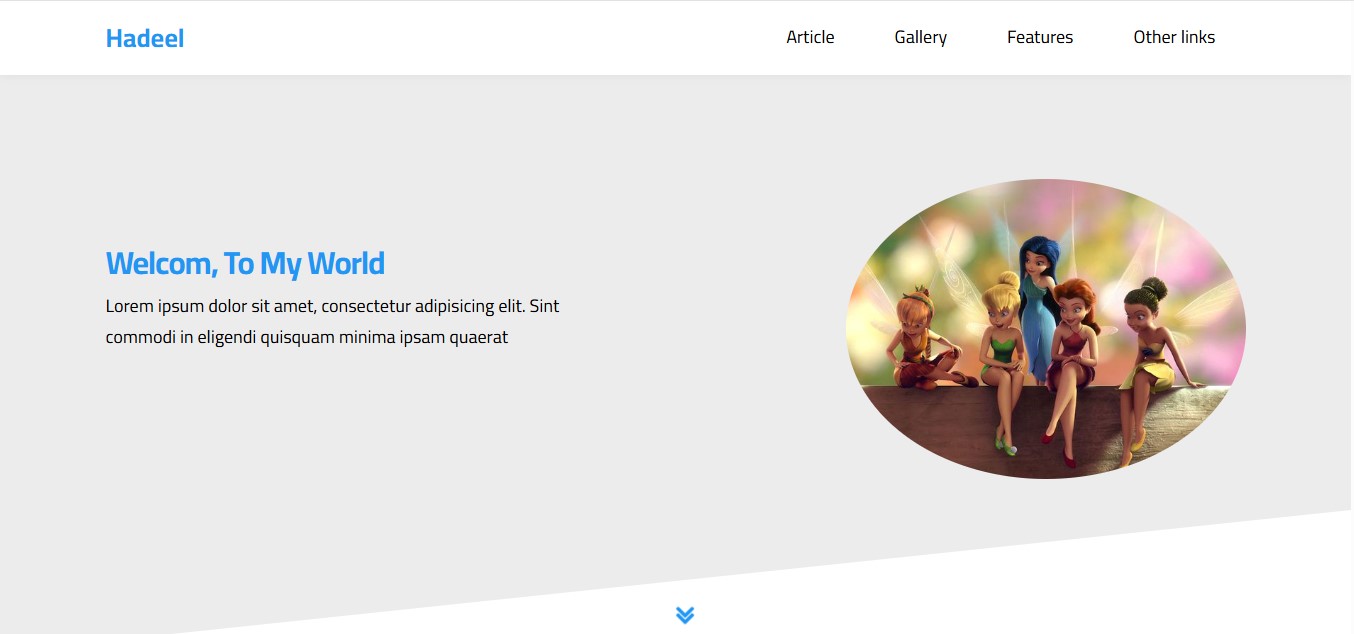 Hadeel
Article
Gallery
Features
Other links
Welcom, To My World
Lorem ipsum dolor sit amet, consectetur adipisicing elit. Sint
commodi in eligendi quisquam minima ipsam quaerat